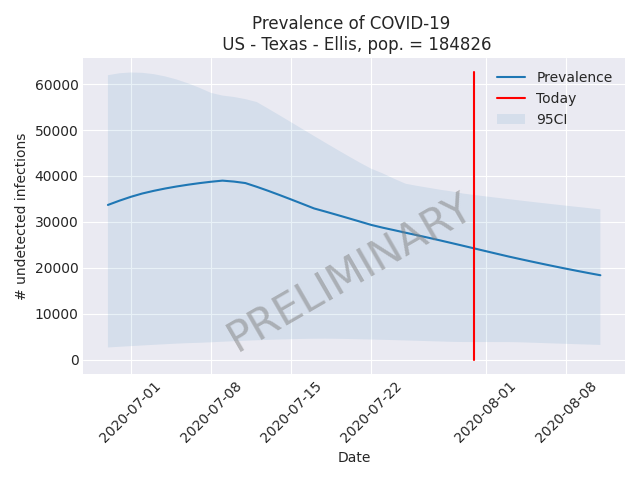 Prevalence of COVID-19
US - Texas - Ellis, pop. = 184826
Prevalence
Today
95CI
# undetected infections
60000
50000
40000
30000
20000
10000
0
PRELIMINARY
2020-07-01
2020-07-08
2020-07-15
2020-07-22
2020-08-01
2020-08-08
Date